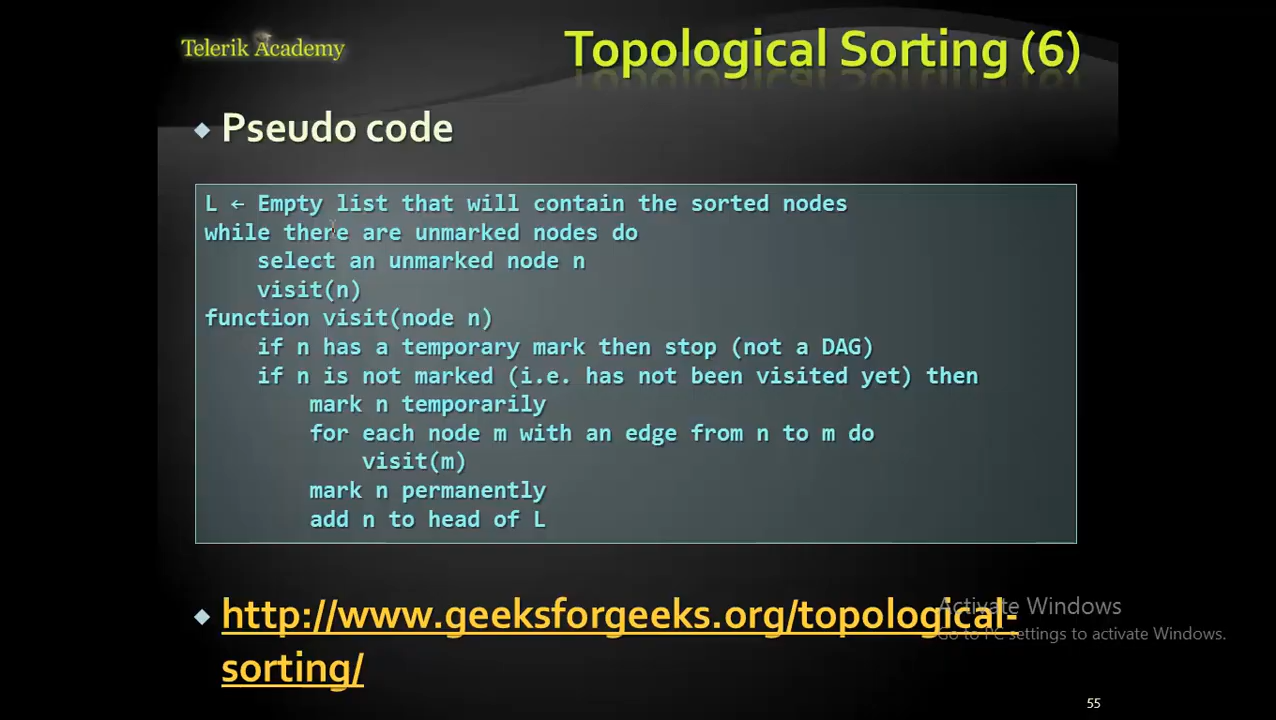 Telerik Academy
Topological Sorting (6)
Pseudo code
L ← Empty list that will contain the sorted nodes
while there are unmarked nodes do
    select an unmarked node n
    visit(n)
function visit(node n)
    if n has a temporary mark then stop (not a DAG)
    if n is not marked (i.e. has not been visited yet) then
        mark n temporarily
        for each node m with an edge from n to m do
            visit(m)
        mark n permanently
        add n to head of L
http://www.geeksforgeeks.org/topological-
sorting/
Activate Windows
Go to PC settings to activate Windows.
55